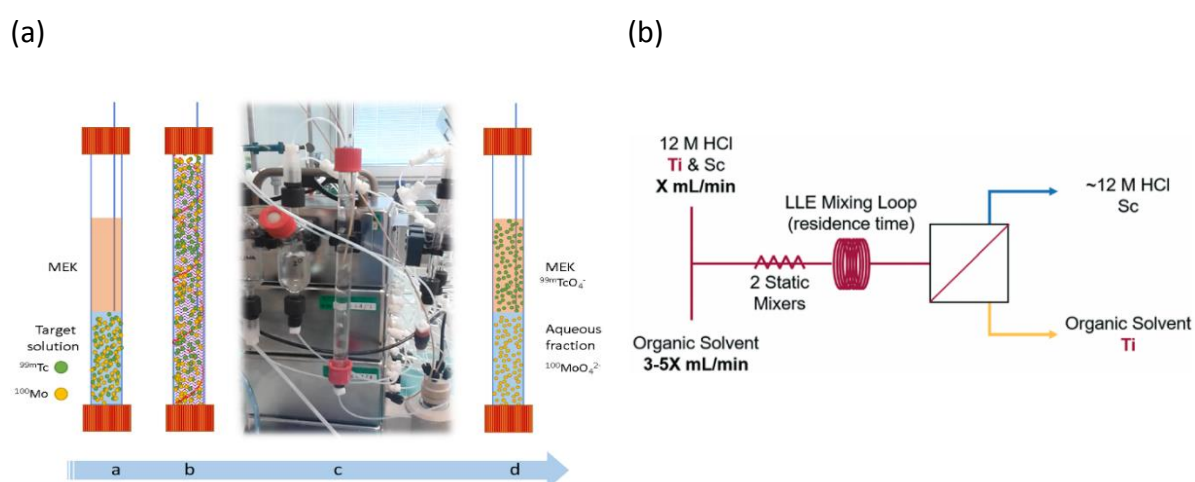 (a)
(b)
MEK
Target
solution
⁹⁹ᵐTc
¹⁰⁰Mo
MEK
⁹⁹ᵐTcO₄⁻
Aqueous
fraction
¹⁰⁰MoO₄²⁻
a
b
c
d
12 M HCl
Ti & Sc
X mL/min
LLE Mixing Loop
(residence time)
2 Static
Mixers
Organic Solvent
3-5X mL/min
~12 M HCl
Sc
Organic Solvent
Ti